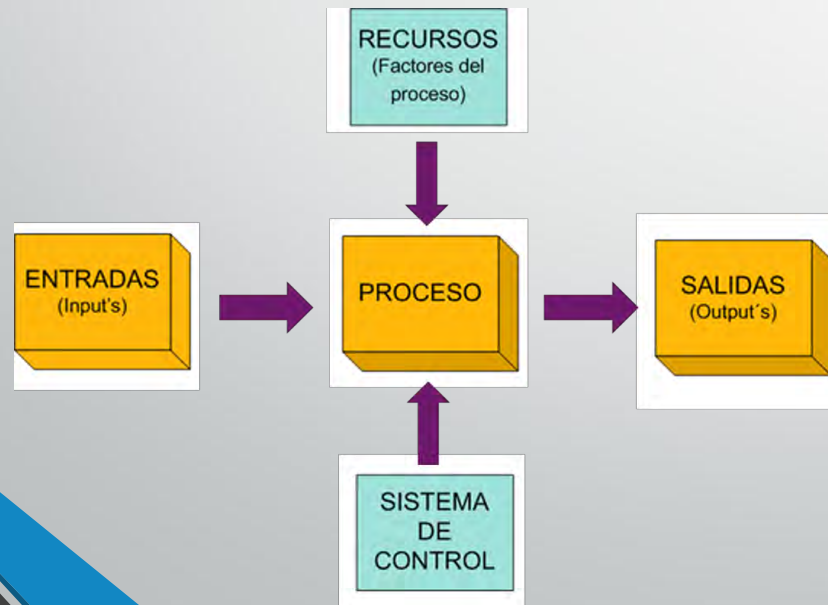 RECURSOS
(Factores del
proceso)
ENTRADAS
(Input's)
PROCESO
SALIDAS
(Output´s)
SISTEMA
DE
CONTROL